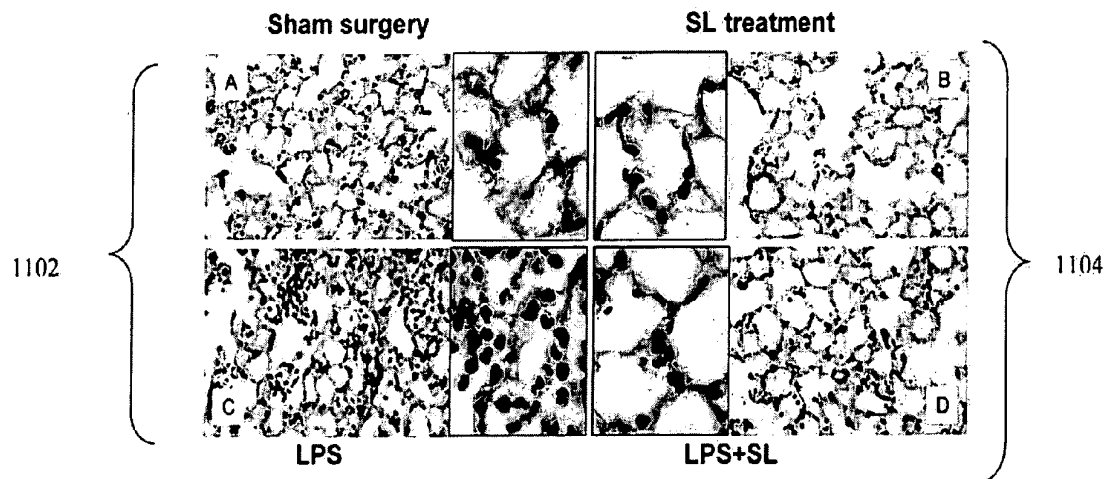 Sham surgery
SL treatment
A
B
1102
1104
C
D
LPS
LPS+SL